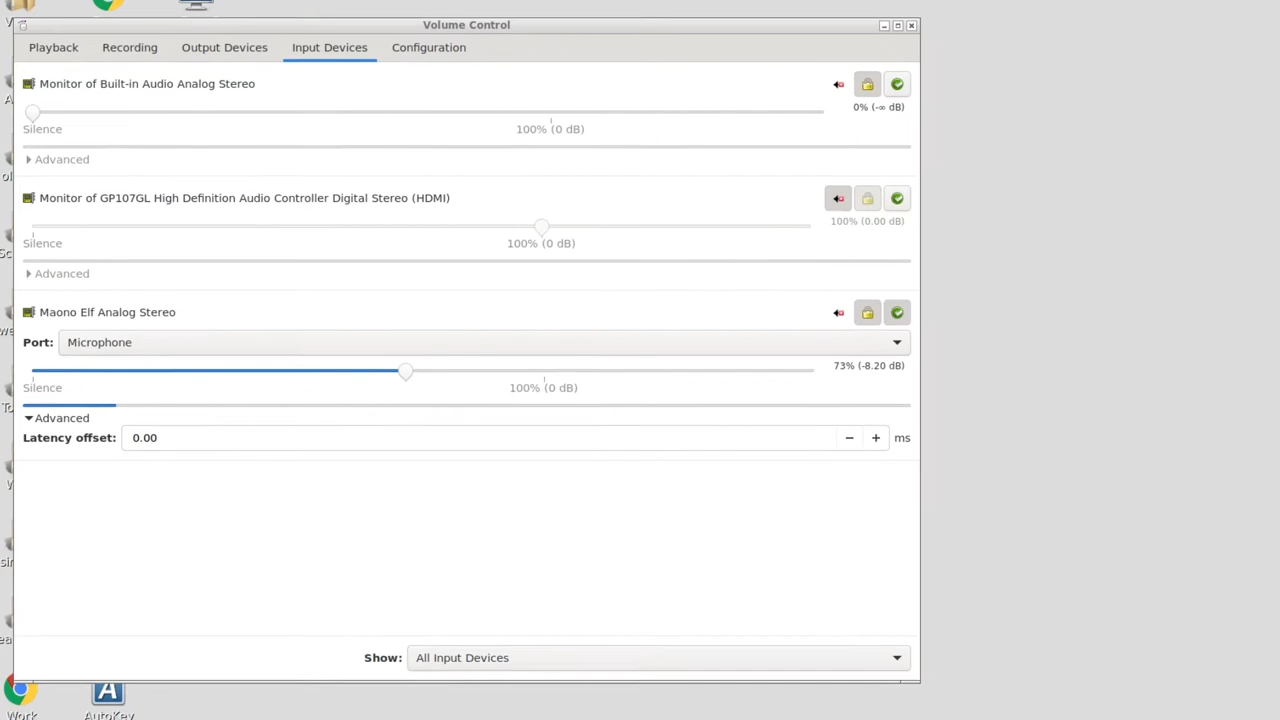 Volume Control
Playback Recording Output Devices Input Devices Configuration
Monitor of Built-in Audio Analog Stereo
0% (-∞ dB)
Silence 100% (0 dB)
Advanced
Monitor of GP107GL High Definition Audio Controller Digital Stereo (HDMI)
100% (0.00 dB)
Silence 100% (0 dB)
Advanced
Maono Elf Analog Stereo
Port: Microphone
73% (-8.20 dB)
Silence 100% (0 dB)
Advanced
Latency offset: 0.00 ms
Show: All Input Devices
Work
AutoKey